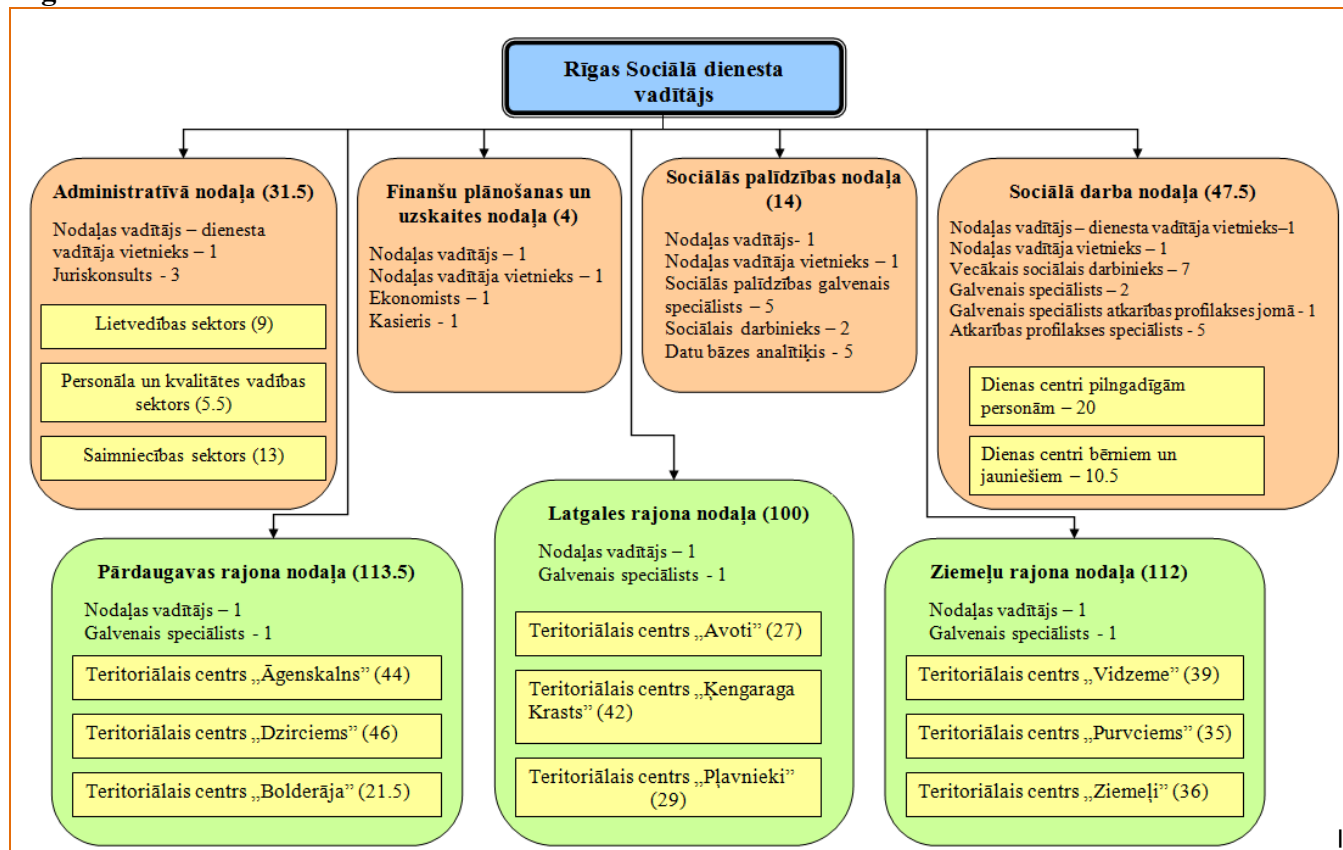 Rīgas Sociālā dienesta
vadītājs
Administratīvā nodaļa (31.5)
Nodaļas vadītājs – dienesta
vadītāja vietnieks – 1
Juriskonsults - 3
Lietvedības sektors (9)
Personāla un kvalitātes vadības
sektors (5.5)
Saimniecības sektors (13)
Finanšu plānošanas un
uzskaites nodaļa (4)
Nodaļas vadītājs – 1
Nodaļas vadītāja vietnieks – 1
Ekonomists – 1
Kasieris - 1
Sociālās palīdzības nodaļa
(14)
Nodaļas vadītājs- 1
Nodaļas vadītāja vietnieks – 1
Sociālās palīdzības galvenais
speciālists – 5
Sociālais darbinieks – 2
Datu bāzes analītiķis - 5
Sociālā darba nodaļa (47.5)
Nodaļas vadītājs – dienesta vadītāja vietnieks–1
Nodaļas vadītāja vietnieks – 1
Vecākais sociālais darbinieks – 7
Galvenais speciālists – 2
Galvenais speciālists atkarības profilakses jomā - 1
Atkarības profilakses speciālists - 5
Dienas centri pilngadīgām
personām – 20
Dienas centri bērniem un
jauniešiem – 10.5
Pārdaugavas rajona nodaļa (113.5)
Nodaļas vadītājs – 1
Galvenais speciālists - 1
Teritoriālais centrs „Āgenskalns” (44)
Teritoriālais centrs „Dzirciems” (46)
Teritoriālais centrs „Bolderāja” (21.5)
Latgales rajona nodaļa (100)
Nodaļas vadītājs – 1
Galvenais speciālists - 1
Teritoriālais centrs „Avoti” (27)
Teritoriālais centrs „Ķengaraga
Krasts” (42)
Teritoriālais centrs „Pļavnieki”
(29)
Ziemeļu rajona nodaļa (112)
Nodaļas vadītājs – 1
Galvenais speciālists - 1
Teritoriālais centrs „Vidzeme” (39)
Teritoriālais centrs „Purvciems” (35)
Teritoriālais centrs „Ziemeļi” (36)